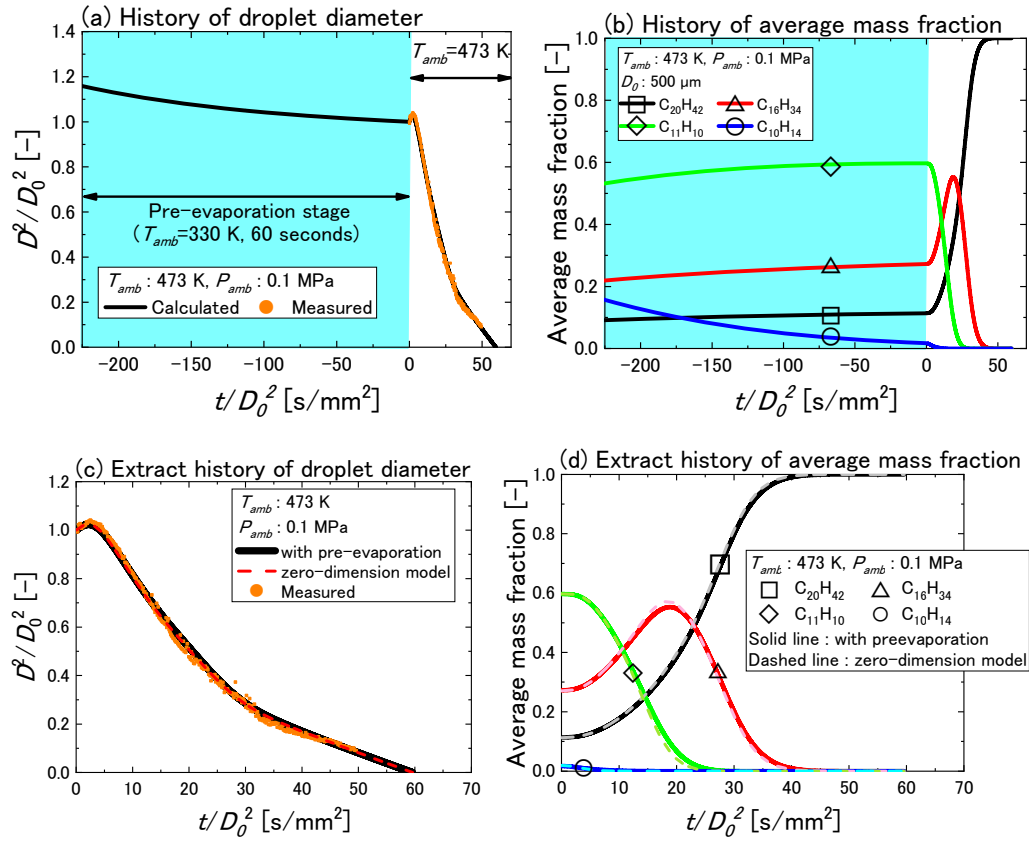 (a) History of droplet diameter
1.4
1.2
1.0
0.8
0.6
0.4
0.2
0.0
D²/D₀² [-]
T_amb=473 K
Pre-evaporation stage
(T_amb=330 K, 60 seconds)
T_amb : 473 K, P_amb : 0.1 MPa
Calculated Measured
−200 −150 −100 −50 0 50
t/D₀² [s/mm²]
(b) History of average mass fraction
1.0
0.8
0.6
0.4
0.2
0.0
Average mass fraction [-]
T_amb : 473 K, P_amb : 0.1 MPa
D₀ : 500 μm
C₂₀H₄₂ C₁₆H₃₄
C₁₁H₁₀ C₁₀H₁₄
−200 −150 −100 −50 0 50
t/D₀² [s/mm²]
(c) Extract history of droplet diameter
1.2
1.0
0.8
0.6
0.4
0.2
0.0
D²/D₀² [-]
T_amb : 473 K
P_amb : 0.1 MPa
with pre-evaporation
zero-dimension model
Measured
0 10 20 30 40 50 60 70
t/D₀² [s/mm²]
(d) Extract history of average mass fraction
1.0
0.8
0.6
0.4
0.2
0.0
Average mass fraction [-]
T_amb : 473 K, P_amb : 0.1 MPa
C₂₀H₄₂ C₁₆H₃₄
C₁₁H₁₀ C₁₀H₁₄
Solid line : with preevaporation
Dashed line : zero-dimension model
0 10 20 30 40 50 60 70
t/D₀² [s/mm²]